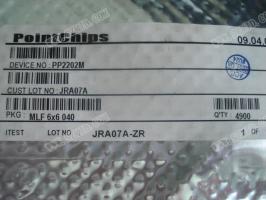 PointChips
09.04.
DEVICE NO : PP2202M
CUST LOT NO : JRA07A
PKG : MLF 6x6 040
Q'TY : 4900
ITEST LOT NO JRA07A-ZR 1 OF